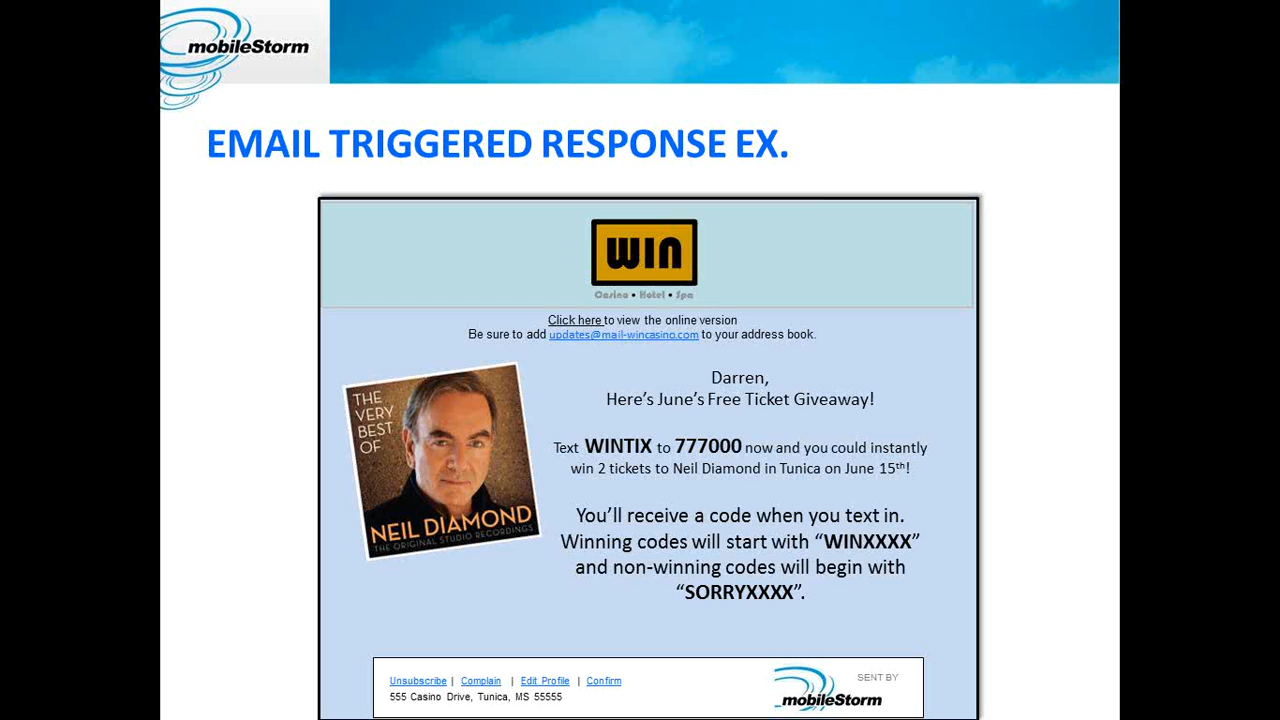 mobileStorm
EMAIL TRIGGERED RESPONSE EX.
WIN
Casino • Hotel • Spa
Click here to view the online version
Be sure to add updates@mail-wincasino.com to your address book.
THE
VERY
BEST
OF
NEIL DIAMOND
THE ORIGINAL STUDIO RECORDINGS
Darren,
Here's June's Free Ticket Giveaway!
Text WINTIX to 777000 now and you could instantly
win 2 tickets to Neil Diamond in Tunica on June 15th!
You'll receive a code when you text in.
Winning codes will start with “WINXXXX”
and non-winning codes will begin with
“SORRYXXXX”.
Unsubscribe | Complain | Edit Profile | Confirm
555 Casino Drive, Tunica, MS 55555
SENT BY
mobileStorm